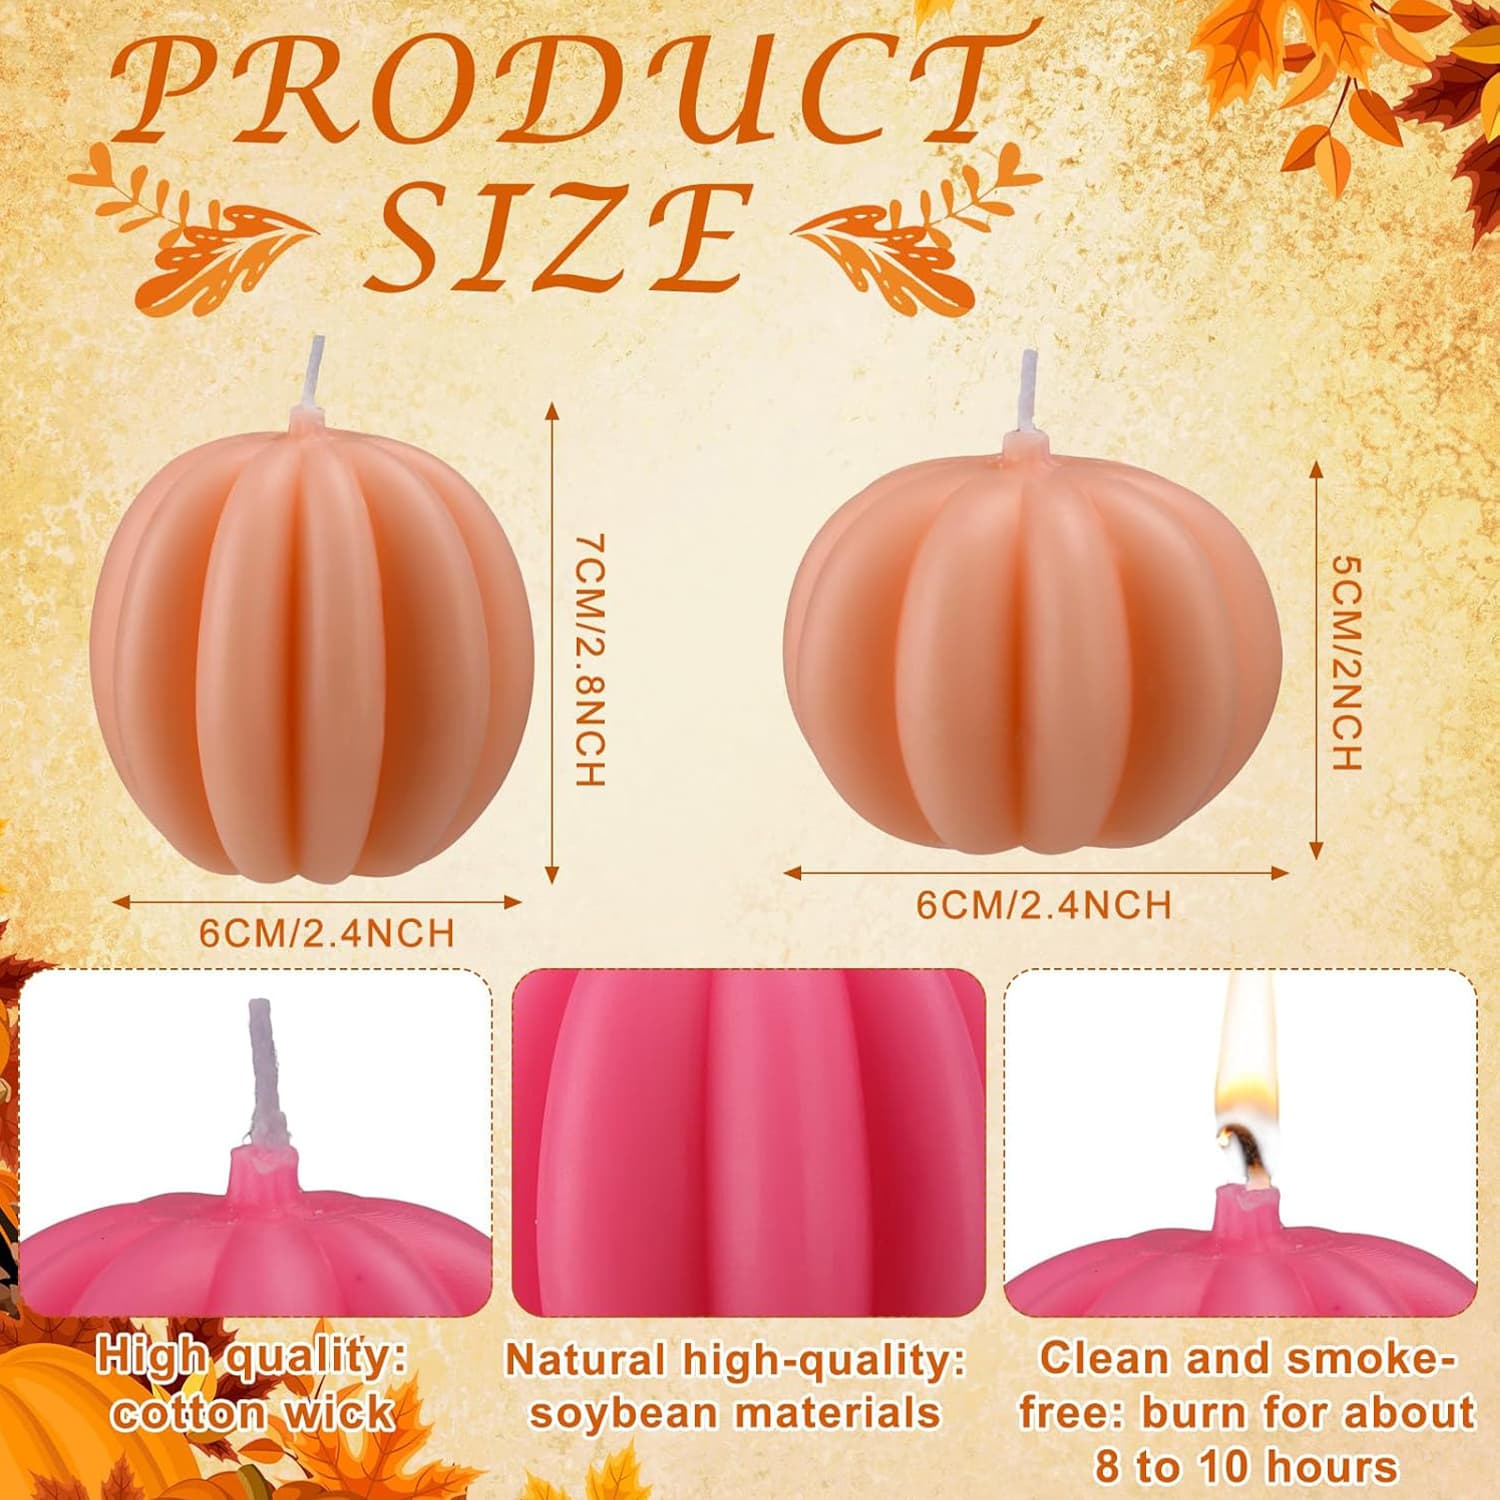 PRODUCT
SIZE
7CM/2.8NCH
5CM/2NCH
6CM/2.4NCH
6CM/2.4NCH
High quality:
cotton wick
Natural high-quality:
soybean materials
Clean and smoke-
free: burn for about
8 to 10 hours